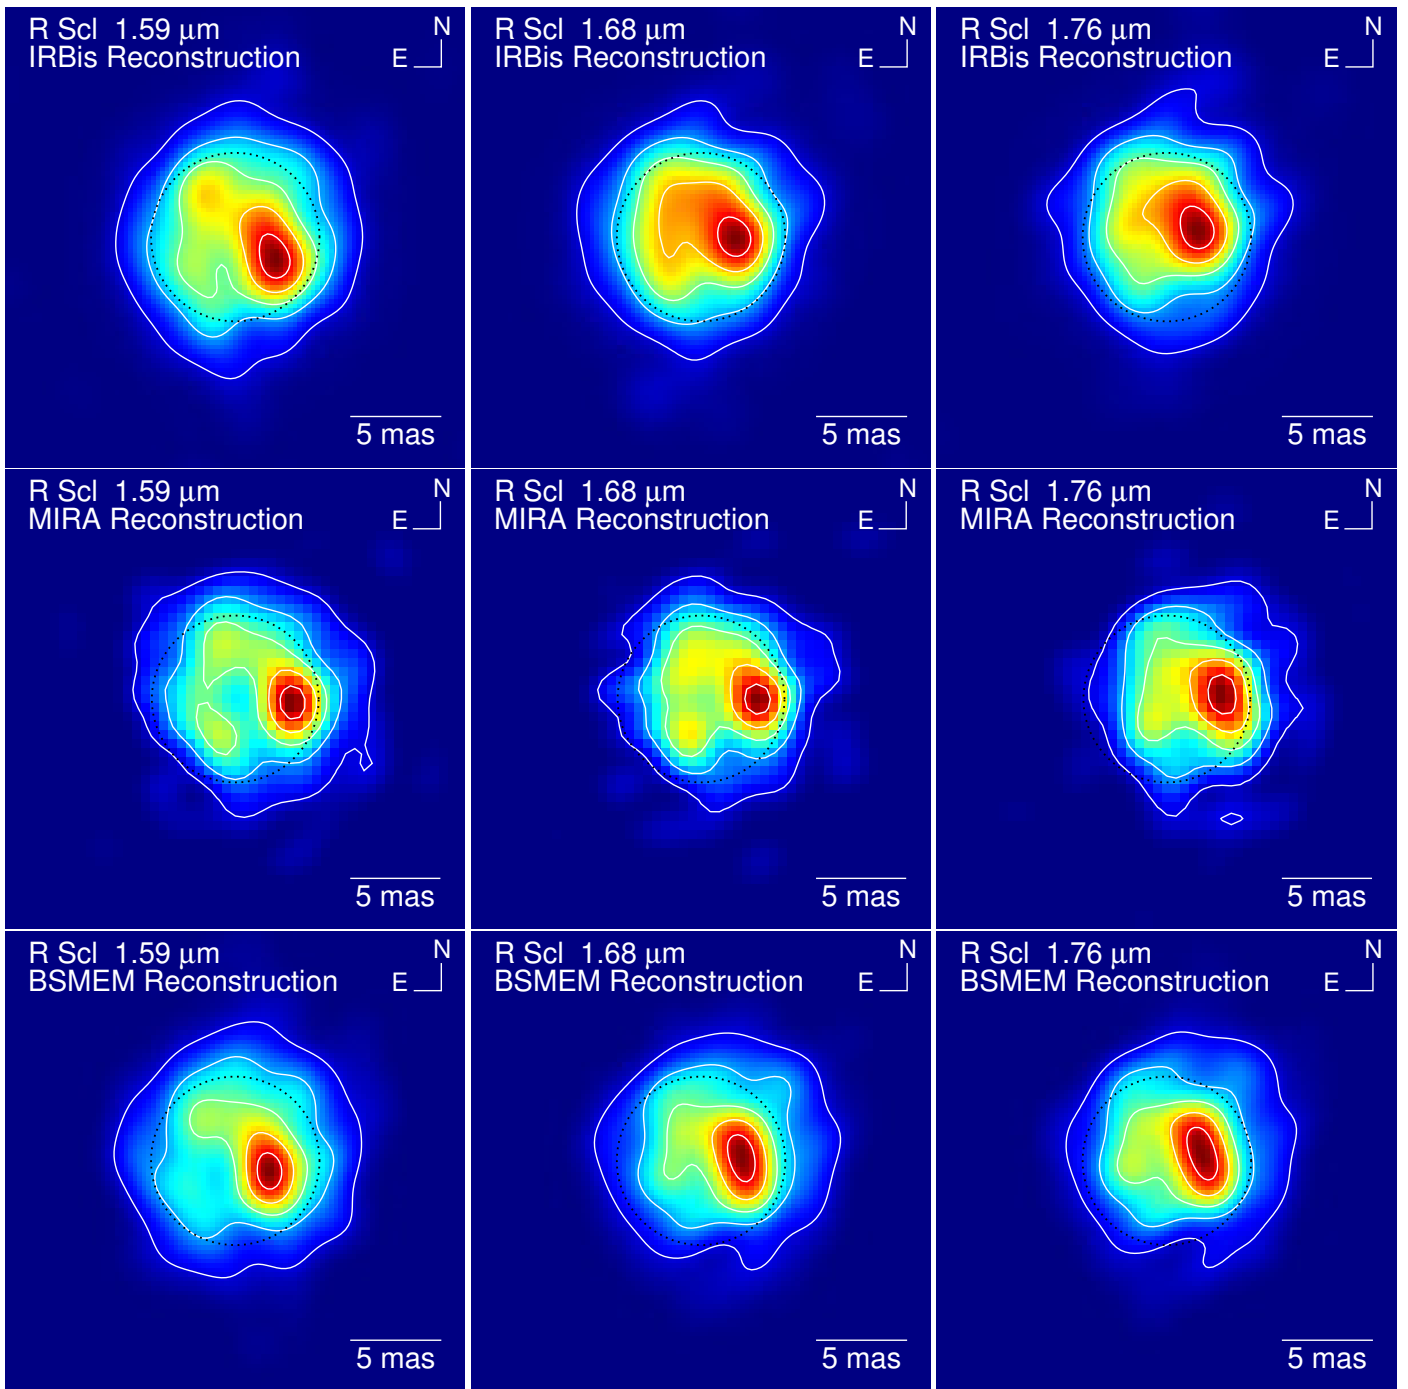 R Scl 1.59 μm
IRBis Reconstruction
N
E
5 mas
R Scl 1.68 μm
IRBis Reconstruction
N
E
5 mas
R Scl 1.76 μm
IRBis Reconstruction
N
E
5 mas
R Scl 1.59 μm
MIRA Reconstruction
N
E
5 mas
R Scl 1.68 μm
MIRA Reconstruction
N
E
5 mas
R Scl 1.76 μm
MIRA Reconstruction
N
E
5 mas
R Scl 1.59 μm
BSMEM Reconstruction
N
E
5 mas
R Scl 1.68 μm
BSMEM Reconstruction
N
E
5 mas
R Scl 1.76 μm
BSMEM Reconstruction
N
E
5 mas